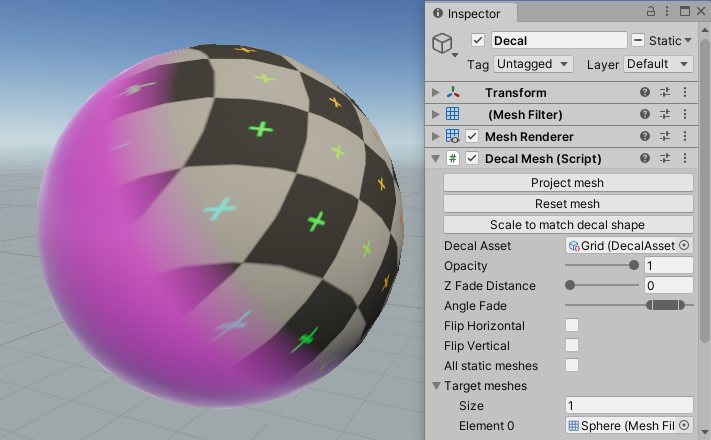 Inspector
Decal
Static
Tag Untagged Layer Default
Transform
(Mesh Filter)
Mesh Renderer
# Decal Mesh (Script)
Project mesh
Reset mesh
Scale to match decal shape
Decal Asset Grid (DecalAsset
Opacity 1
Z Fade Distance 0
Angle Fade
Flip Horizontal
Flip Vertical
All static meshes
Target meshes
Size 1
Element 0 Sphere (Mesh Fil